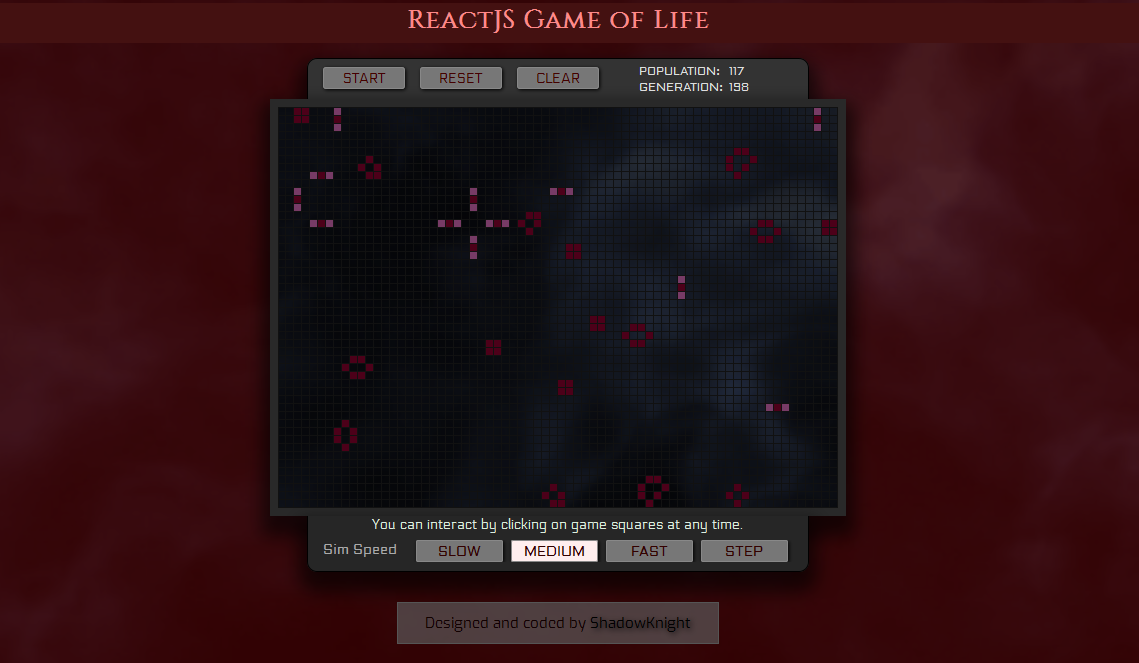 ReactJS Game of Life
START RESET CLEAR
POPULATION: 117
GENERATION: 198
You can interact by clicking on game squares at any time.
Sim Speed SLOW MEDIUM FAST STEP
Designed and coded by ShadowKnight